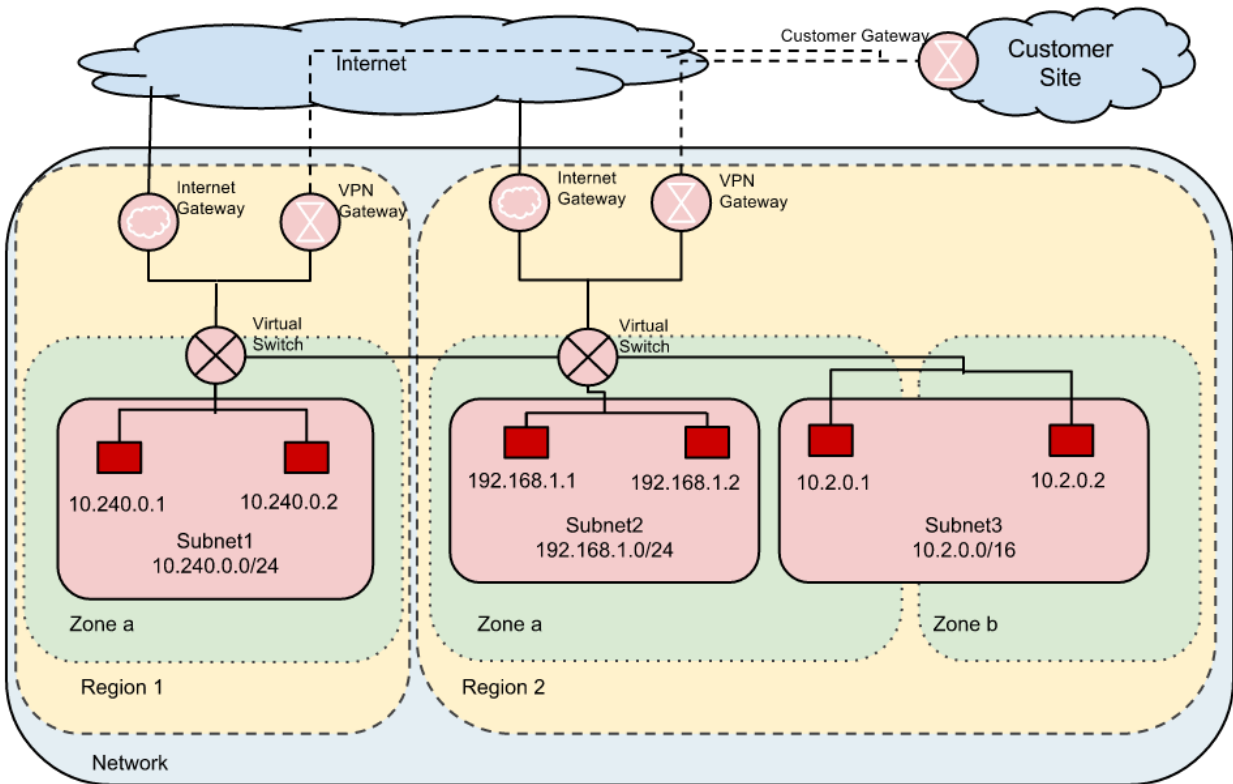 Customer Gateway
Internet
Customer
Site
Internet
Gateway
VPN
Gateway
Internet
Gateway
VPN
Gateway
Virtual
Switch
Virtual
Switch
10.240.0.1
10.240.0.2
Subnet1
10.240.0.0/24
192.168.1.1
192.168.1.2
Subnet2
192.168.1.0/24
10.2.0.1
10.2.0.2
Subnet3
10.2.0.0/16
Zone a
Zone a
Zone b
Region 1
Region 2
Network